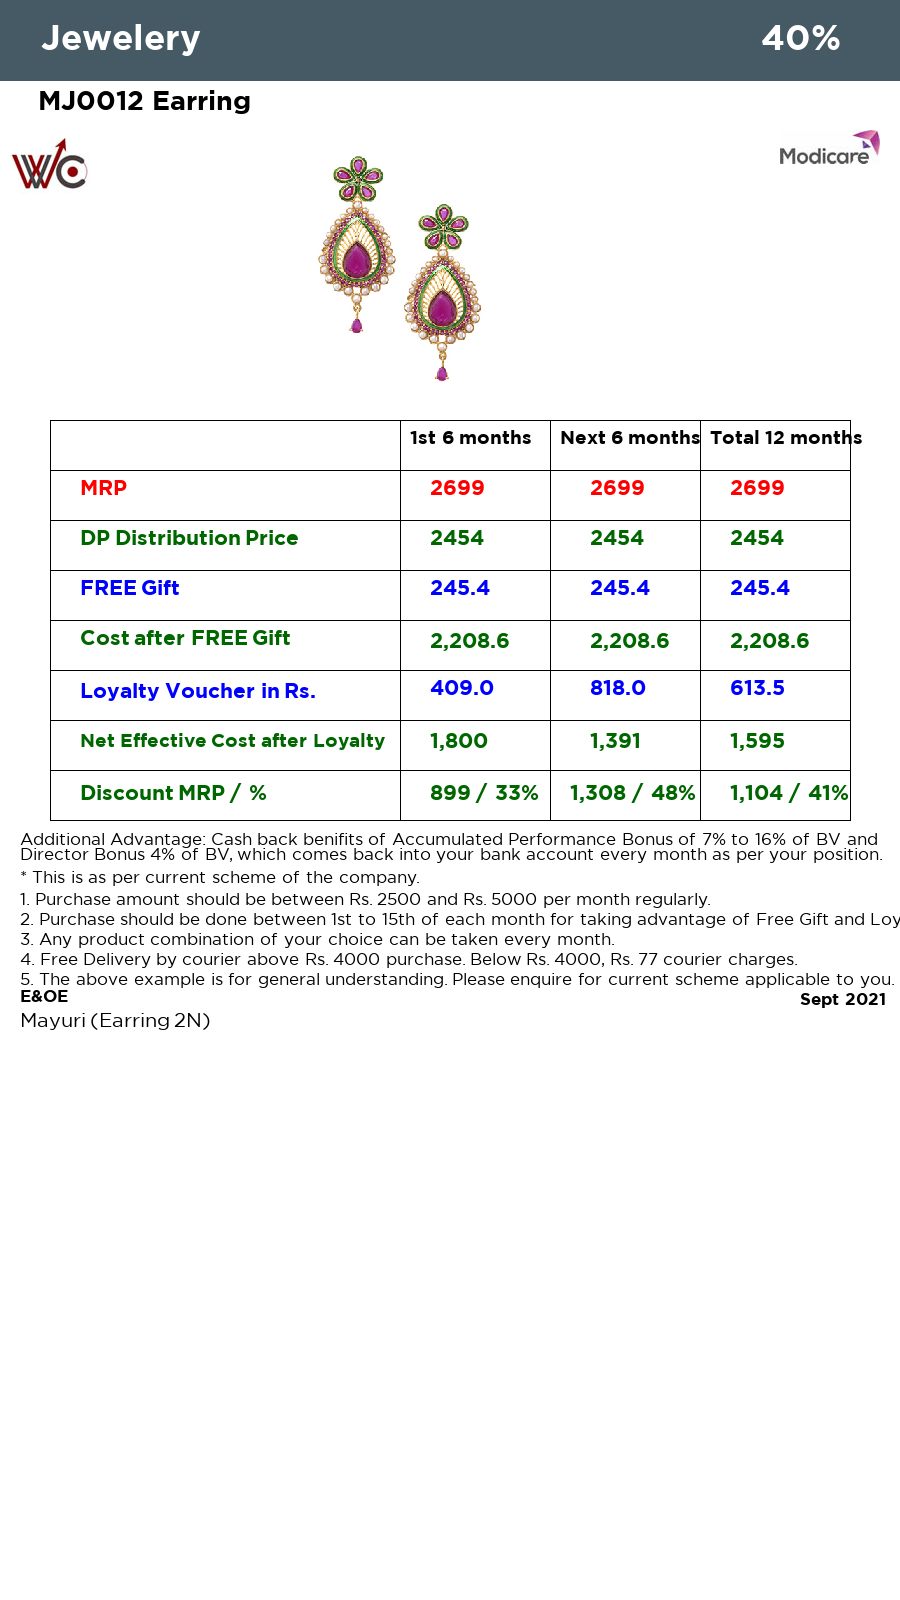 Jewelery 40%
MJ0012 Earring
WC
Modicare
1st 6 months Next 6 months Total 12 months
MRP 2699 2699 2699
DP Distribution Price 2454 2454 2454
FREE Gift 245.4 245.4 245.4
Cost after FREE Gift 2,208.6 2,208.6 2,208.6
Loyalty Voucher in Rs. 409.0 818.0 613.5
Net Effective Cost after Loyalty 1,800 1,391 1,595
Discount MRP / % 899 / 33% 1,308 / 48% 1,104 / 41%
Additional Advantage: Cash back benifits of Accumulated Performance Bonus of 7% to 16% of BV and
Director Bonus 4% of BV, which comes back into your bank account every month as per your position.
* This is as per current scheme of the company.
1. Purchase amount should be between Rs. 2500 and Rs. 5000 per month regularly.
2. Purchase should be done between 1st to 15th of each month for taking advantage of Free Gift and Loy
3. Any product combination of your choice can be taken every month.
4. Free Delivery by courier above Rs. 4000 purchase. Below Rs. 4000, Rs. 77 courier charges.
5. The above example is for general understanding. Please enquire for current scheme applicable to you.
E&OE
Sept 2021
Mayuri (Earring 2N)